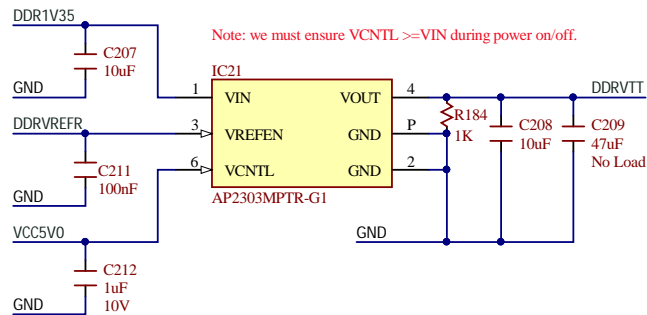 DDR1V35
Note: we must ensure VCNTL >=VIN during power on/off.
C207
10uF
GND
IC21
1 VIN VOUT 4 DDRVTT
DDRVREFR
3 VREFEN GND P
R184
1K
C208
10uF
C209
47uF
No Load
C211
100nF
6 VCNTL GND 2
GND
AP2303MPTR-G1
VCC5V0
GND
C212
1uF
10V
GND